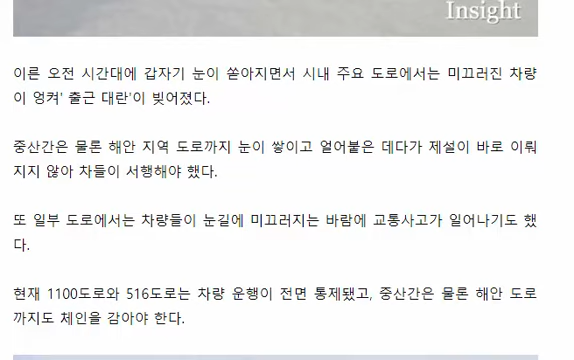 Insight
이른 오전 시간대에 갑자기 눈이 쏟아지면서 시내 주요 도로에서는 미끄러진 차량
이 엉켜' 출근 대란'이 빚어졌다.
중산간은 물론 해안 지역 도로까지 눈이 쌓이고 얼어붙은 데다가 제설이 바로 이뤄
지지 않아 차들이 서행해야 했다.
또 일부 도로에서는 차량들이 눈길에 미끄러지는 바람에 교통사고가 일어나기도 했
다.
현재 1100도로와 516도로는 차량 운행이 전면 통제됐고, 중산간은 물론 해안 도로
까지도 체인을 감아야 한다.